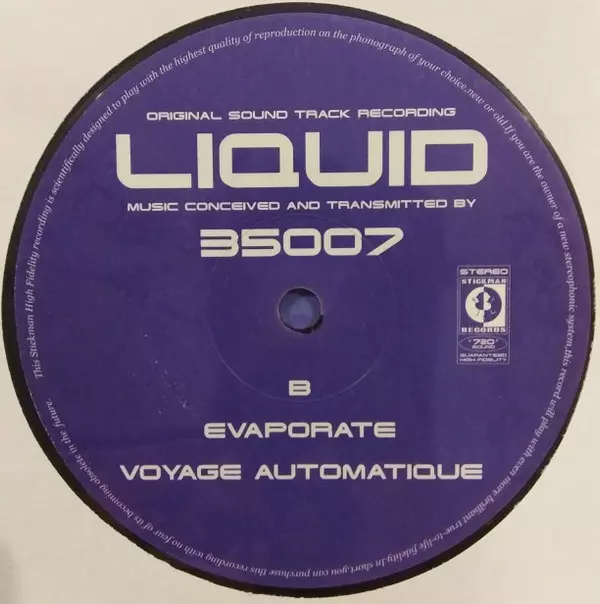 ORIGINAL SOUND TRACK RECORDING
LIQUID
MUSIC CONCEIVED AND TRANSMITTED BY
35007
STEREO
STICKMAN
RECORDS
"720"
SOUND
GUARANTEED
HIGH FIDELITY
B
EVAPORATE
VOYAGE AUTOMATIQUE
This Stickman High Fidelity recording is scientifically designed to play with the highest quality of reproduction on the phonograph of your choice,new or old.If you are the owner of a new stereophonic system,this record will play with even more brilliant true-to-life fidelity.In short,you can purchase this recording with no fear of its becoming obsolete in the future.